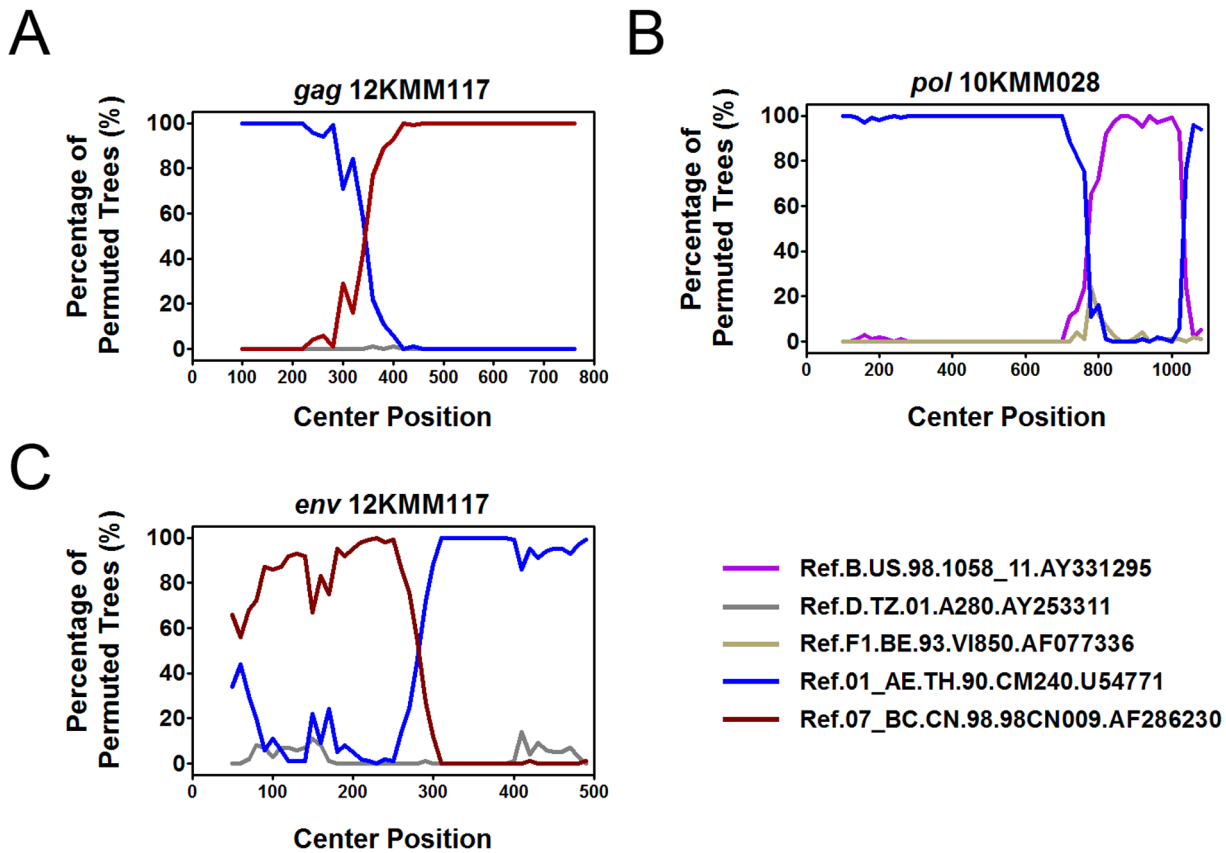 A
gag 12KMM117
Percentage of
Permuted Trees (%)
100
80
60
40
20
0
0 100 200 300 400 500 600 700 800
Center Position
B
pol 10KMM028
Percentage of
Permuted Trees (%)
100
80
60
40
20
0
0 200 400 600 800 1000
Center Position
C
env 12KMM117
Percentage of
Permuted Trees (%)
100
80
60
40
20
0
0 100 200 300 400 500
Center Position
Ref.B.US.98.1058_11.AY331295
Ref.D.TZ.01.A280.AY253311
Ref.F1.BE.93.VI850.AF077336
Ref.01_AE.TH.90.CM240.U54771
Ref.07_BC.CN.98.98CN009.AF286230